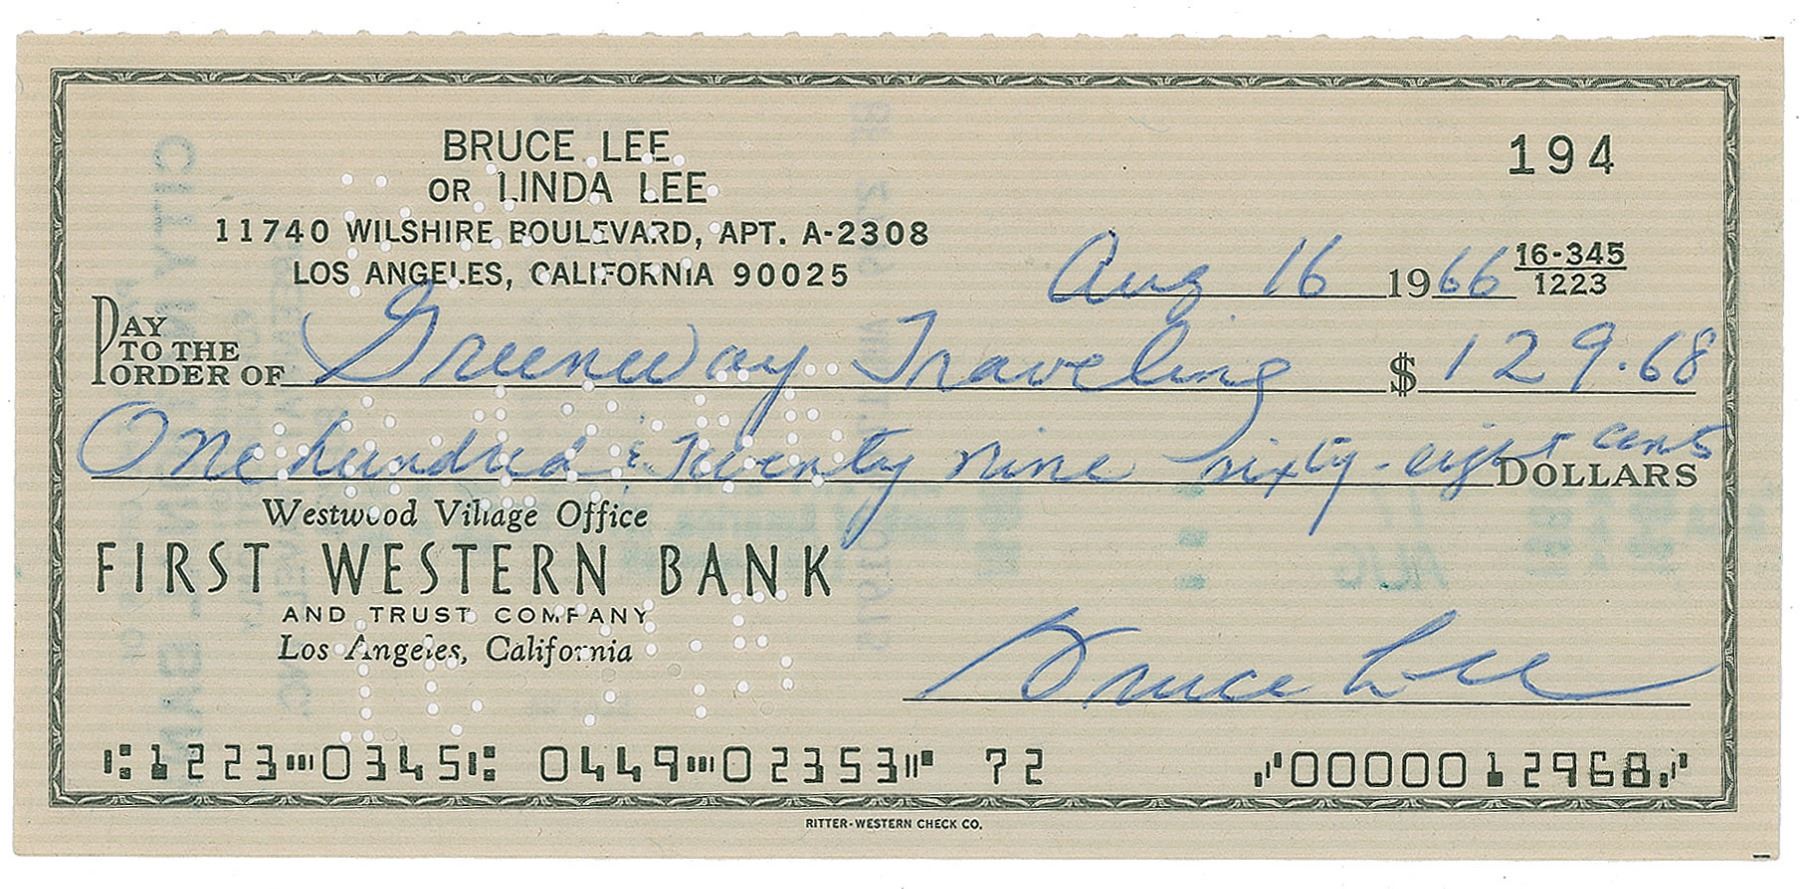 BRUCE LEE
OR LINDA LEE
11740 WILSHIRE BOULEVARD, APT. A-2308
LOS ANGELES, CALIFORNIA 90025
194
Aug 16 1966
16-345
1223
PAY TO THE ORDER OF Greenway Traveling $ 129.68
One hundred & Twenty nine sixty-eight cents DOLLARS
Westwood Village Office
FIRST WESTERN BANK
AND TRUST COMPANY
Los Angeles, California
Bruce Lee
⑆1223⑉0345⑆ 0449⑉02353⑈ 72 ⑇0000012968⑇
RITTER-WESTERN CHECK CO.